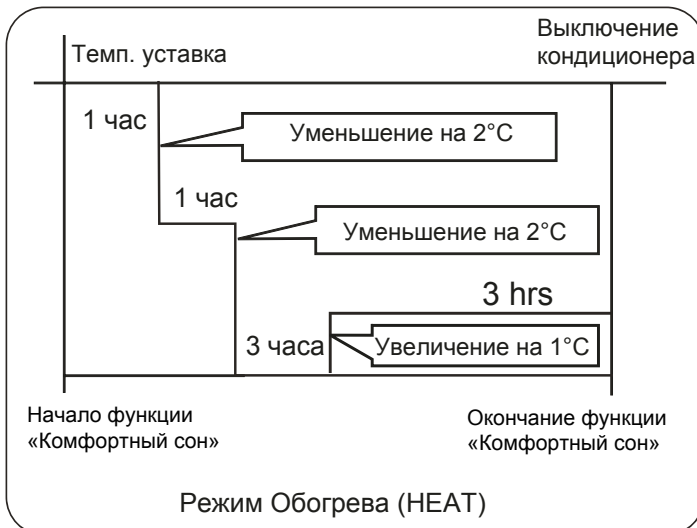 Темп. уставка
Выключение
кондиционера
1 час
Уменьшение на 2°C
1 час
Уменьшение на 2°C
3 hrs
3 часа
Увеличение на 1°C
Начало функции
«Комфортный сон»
Окончание функции
«Комфортный сон»
Режим Обогрева (HEAT)